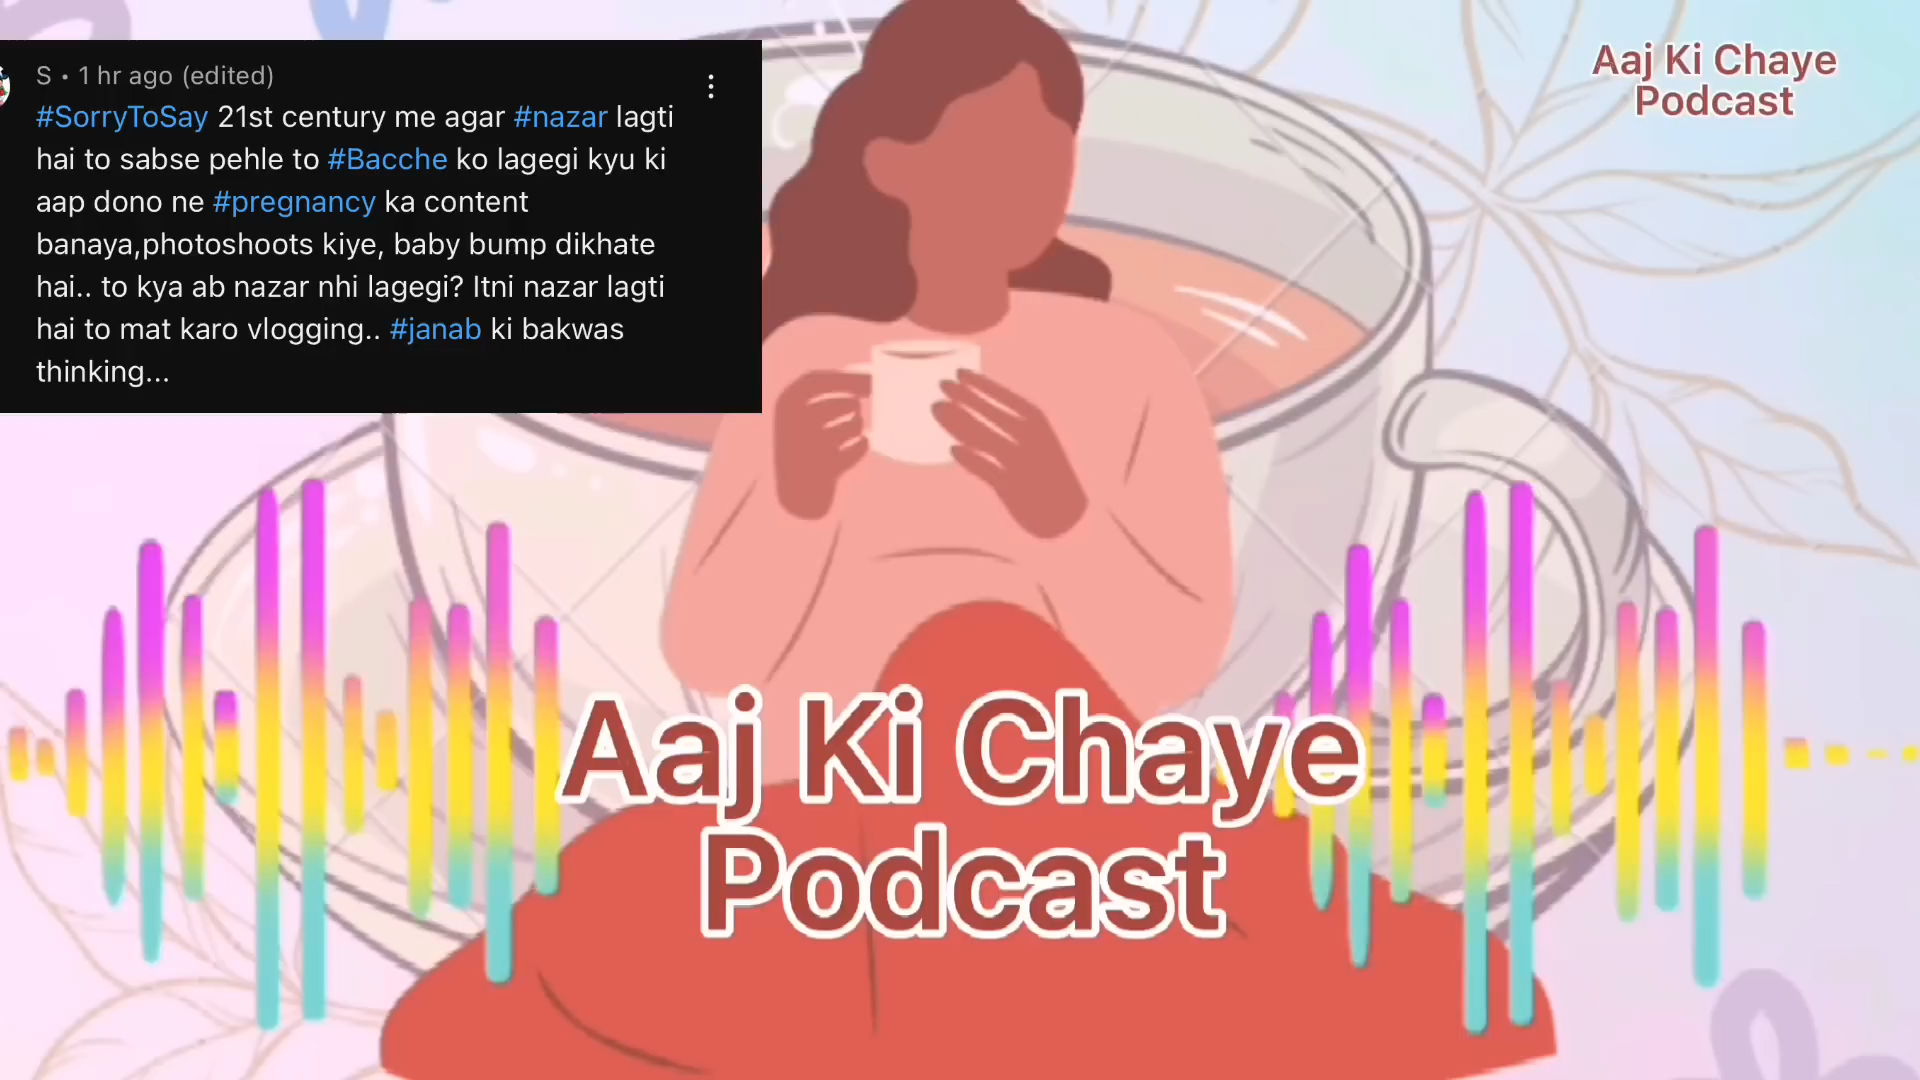 S • 1 hr ago (edited)
#SorryToSay 21st century me agar #nazar lagti
hai to sabse pehle to #Bacche ko lagegi kyu ki
aap dono ne #pregnancy ka content
banaya,photoshoots kiye, baby bump dikhate
hai.. to kya ab nazar nhi lagegi? Itni nazar lagti
hai to mat karo vlogging.. #janab ki bakwas
thinking...
Aaj Ki Chaye
Podcast
Aaj Ki Chaye
Podcast